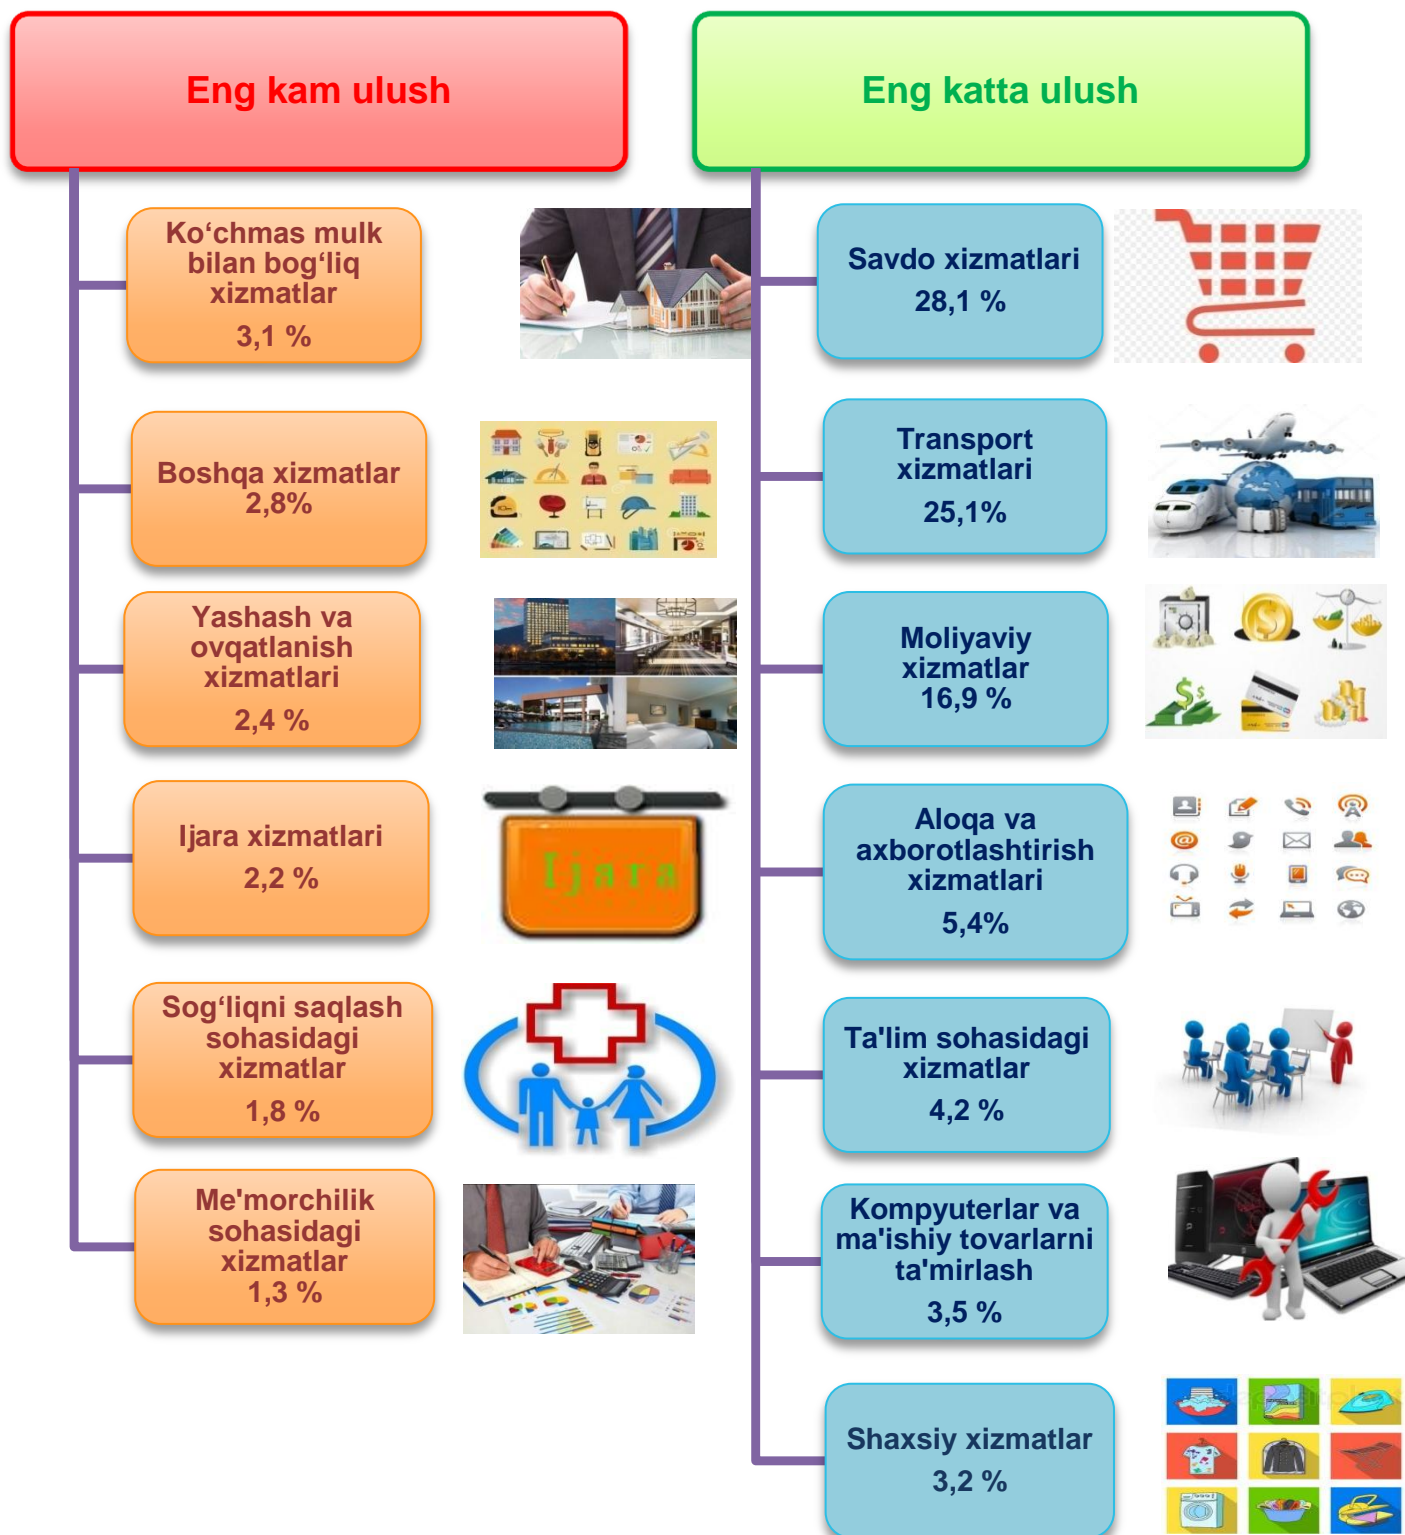 Eng kam ulush
Ko‘chmas mulk
bilan bog‘liq
xizmatlar
3,1 %
Boshqa xizmatlar
2,8%
Yashash va
ovqatlanish
xizmatlari
2,4 %
Ijara xizmatlari
2,2 %
Ijara
Sog‘liqni saqlash
sohasidagi
xizmatlar
1,8 %
Me'morchilik
sohasidagi
xizmatlar
1,3 %
Eng katta ulush
Savdo xizmatlari
28,1 %
Transport
xizmatlari
25,1%
Moliyaviy
xizmatlar
16,9 %
Aloqa va
axborotlashtirish
xizmatlari
5,4%
Ta'lim sohasidagi
xizmatlar
4,2 %
Kompyuterlar va
ma'ishiy tovarlarni
ta'mirlash
3,5 %
Shaxsiy xizmatlar
3,2 %